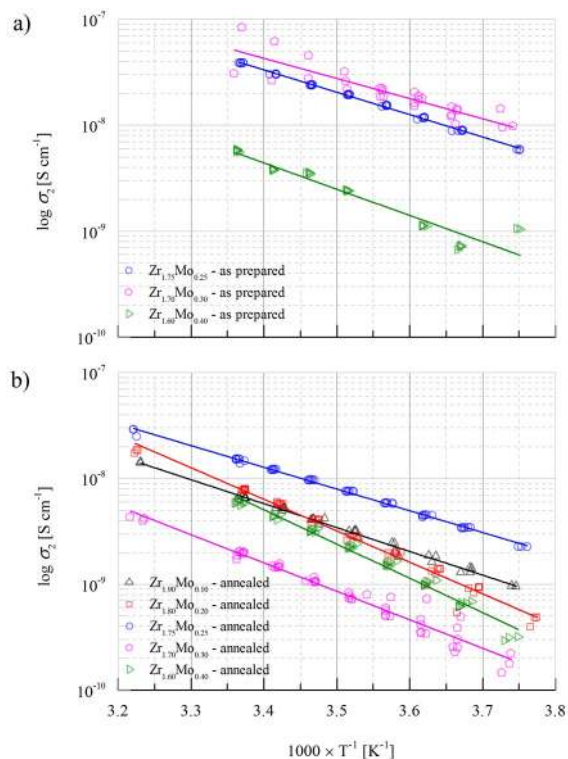 a)
10⁻⁷
10⁻⁸
10⁻⁹
10⁻¹⁰
log σ₂ [S cm⁻¹]
Zr₁.₇₅Mo₀.₂₅ - as prepared
Zr₁.₇₀Mo₀.₃₀ - as prepared
Zr₁.₆₀Mo₀.₄₀ - as prepared
b)
10⁻⁷
10⁻⁸
10⁻⁹
10⁻¹⁰
log σ₂ [S cm⁻¹]
Zr₁.₉₀Mo₀.₁₀ - annealed
Zr₁.₈₀Mo₀.₂₀ - annealed
Zr₁.₇₅Mo₀.₂₅ - annealed
Zr₁.₇₀Mo₀.₃₀ - annealed
Zr₁.₆₀Mo₀.₄₀ - annealed
3.2 3.3 3.4 3.5 3.6 3.7 3.8
1000 × T⁻¹ [K⁻¹]